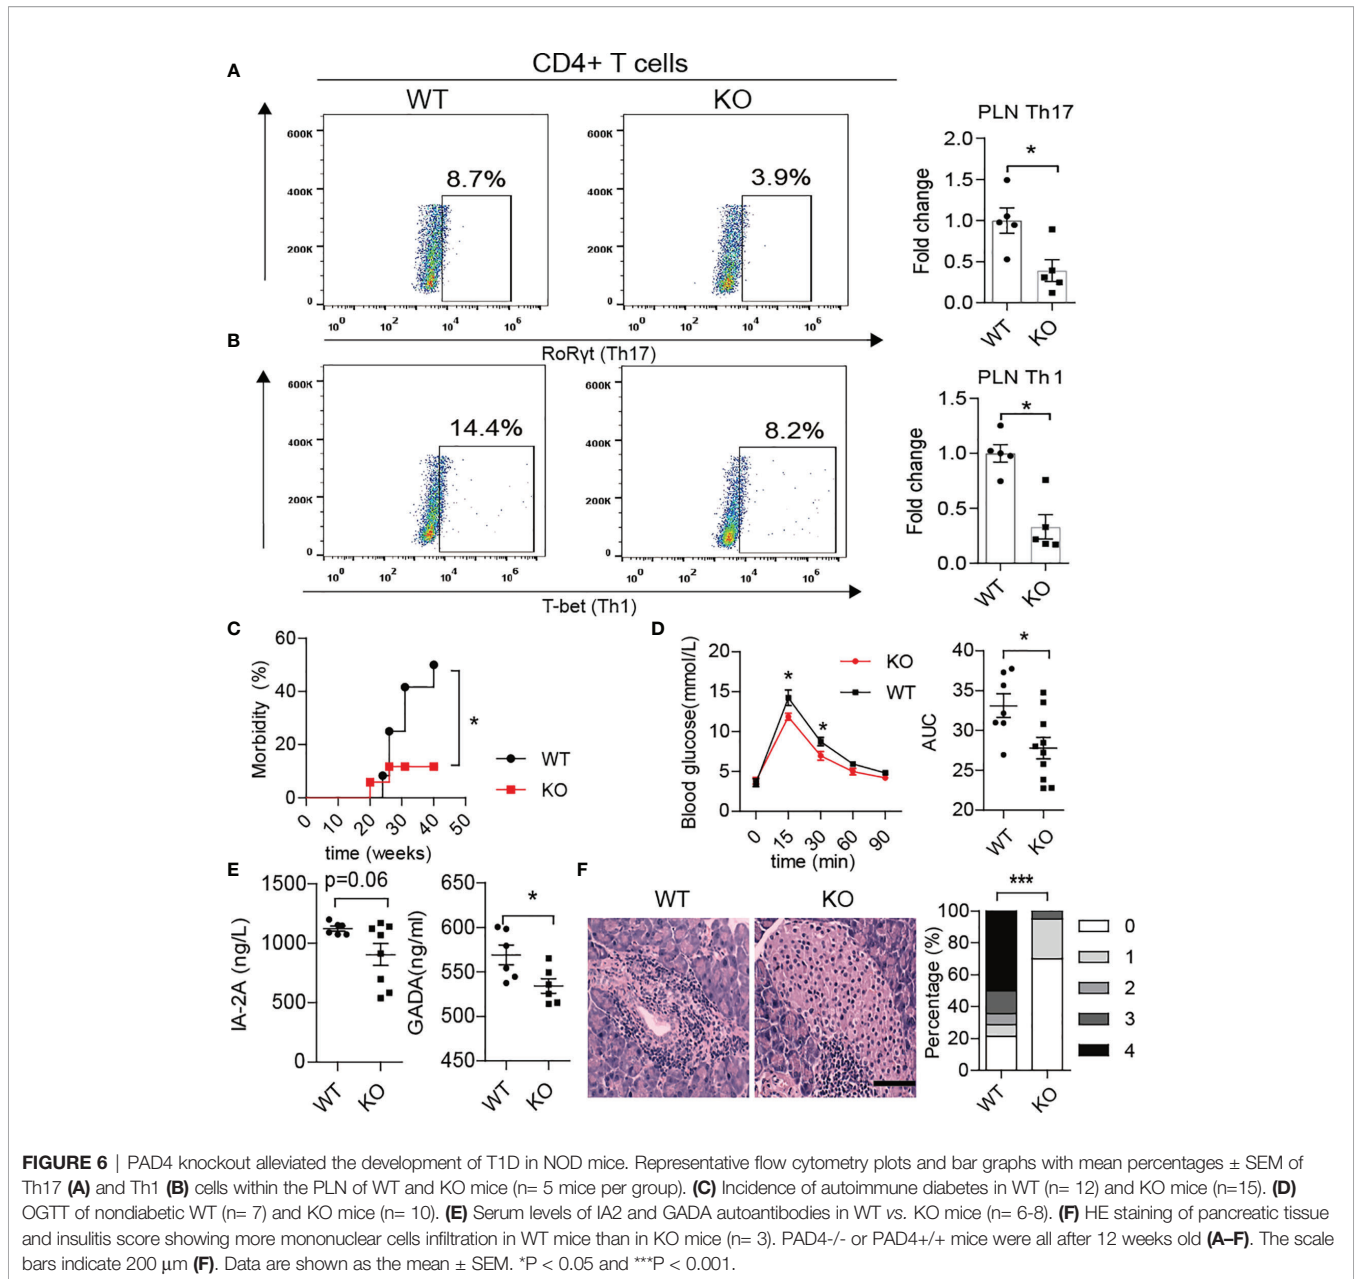 A
CD4+ T cells
WT
KO
600K
400K
200K
0
8.7%
10^0 10^2 10^4 10^6
600K
400K
200K
0
3.9%
10^0 10^2 10^4 10^6
RoRγt (Th17)
PLN Th17
Fold change
2.0
1.5
1.0
0.5
0.0
*
WT
KO
B
600K
400K
200K
0
14.4%
10^0 10^2 10^4 10^6
600K
400K
200K
0
8.2%
10^0 10^2 10^4 10^6
T-bet (Th1)
PLN Th1
Fold change
1.5
1.0
0.5
0.0
*
WT
KO
C
Morbidity (%)
60
40
20
0
0 10 20 30 40 50
time (weeks)
*
WT
KO
D
Blood glucose(mmol/L)
20
15
10
5
0
* *
0 15 30 60 90
time (min)
KO
WT
AUC
40
35
30
25
20
*
WT
KO
E
IA-2A (ng/L)
1500
1000
500
0
p=0.06
WT
KO
GADA(ng/ml)
650
600
550
500
450
*
WT
KO
F
WT
KO
Percentage (%)
100
80
60
40
20
0
***
WT
KO
0
1
2
3
4
FIGURE 6 | PAD4 knockout alleviated the development of T1D in NOD mice. Representative flow cytometry plots and bar graphs with mean percentages ± SEM of
Th17 (A) and Th1 (B) cells within the PLN of WT and KO mice (n= 5 mice per group). (C) Incidence of autoimmune diabetes in WT (n= 12) and KO mice (n=15). (D)
OGTT of nondiabetic WT (n= 7) and KO mice (n= 10). (E) Serum levels of IA2 and GADA autoantibodies in WT vs. KO mice (n= 6-8). (F) HE staining of pancreatic tissue
and insulitis score showing more mononuclear cells infiltration in WT mice than in KO mice (n= 3). PAD4-/- or PAD4+/+ mice were all after 12 weeks old (A–F). The scale
bars indicate 200 μm (F). Data are shown as the mean ± SEM. *P < 0.05 and ***P < 0.001.